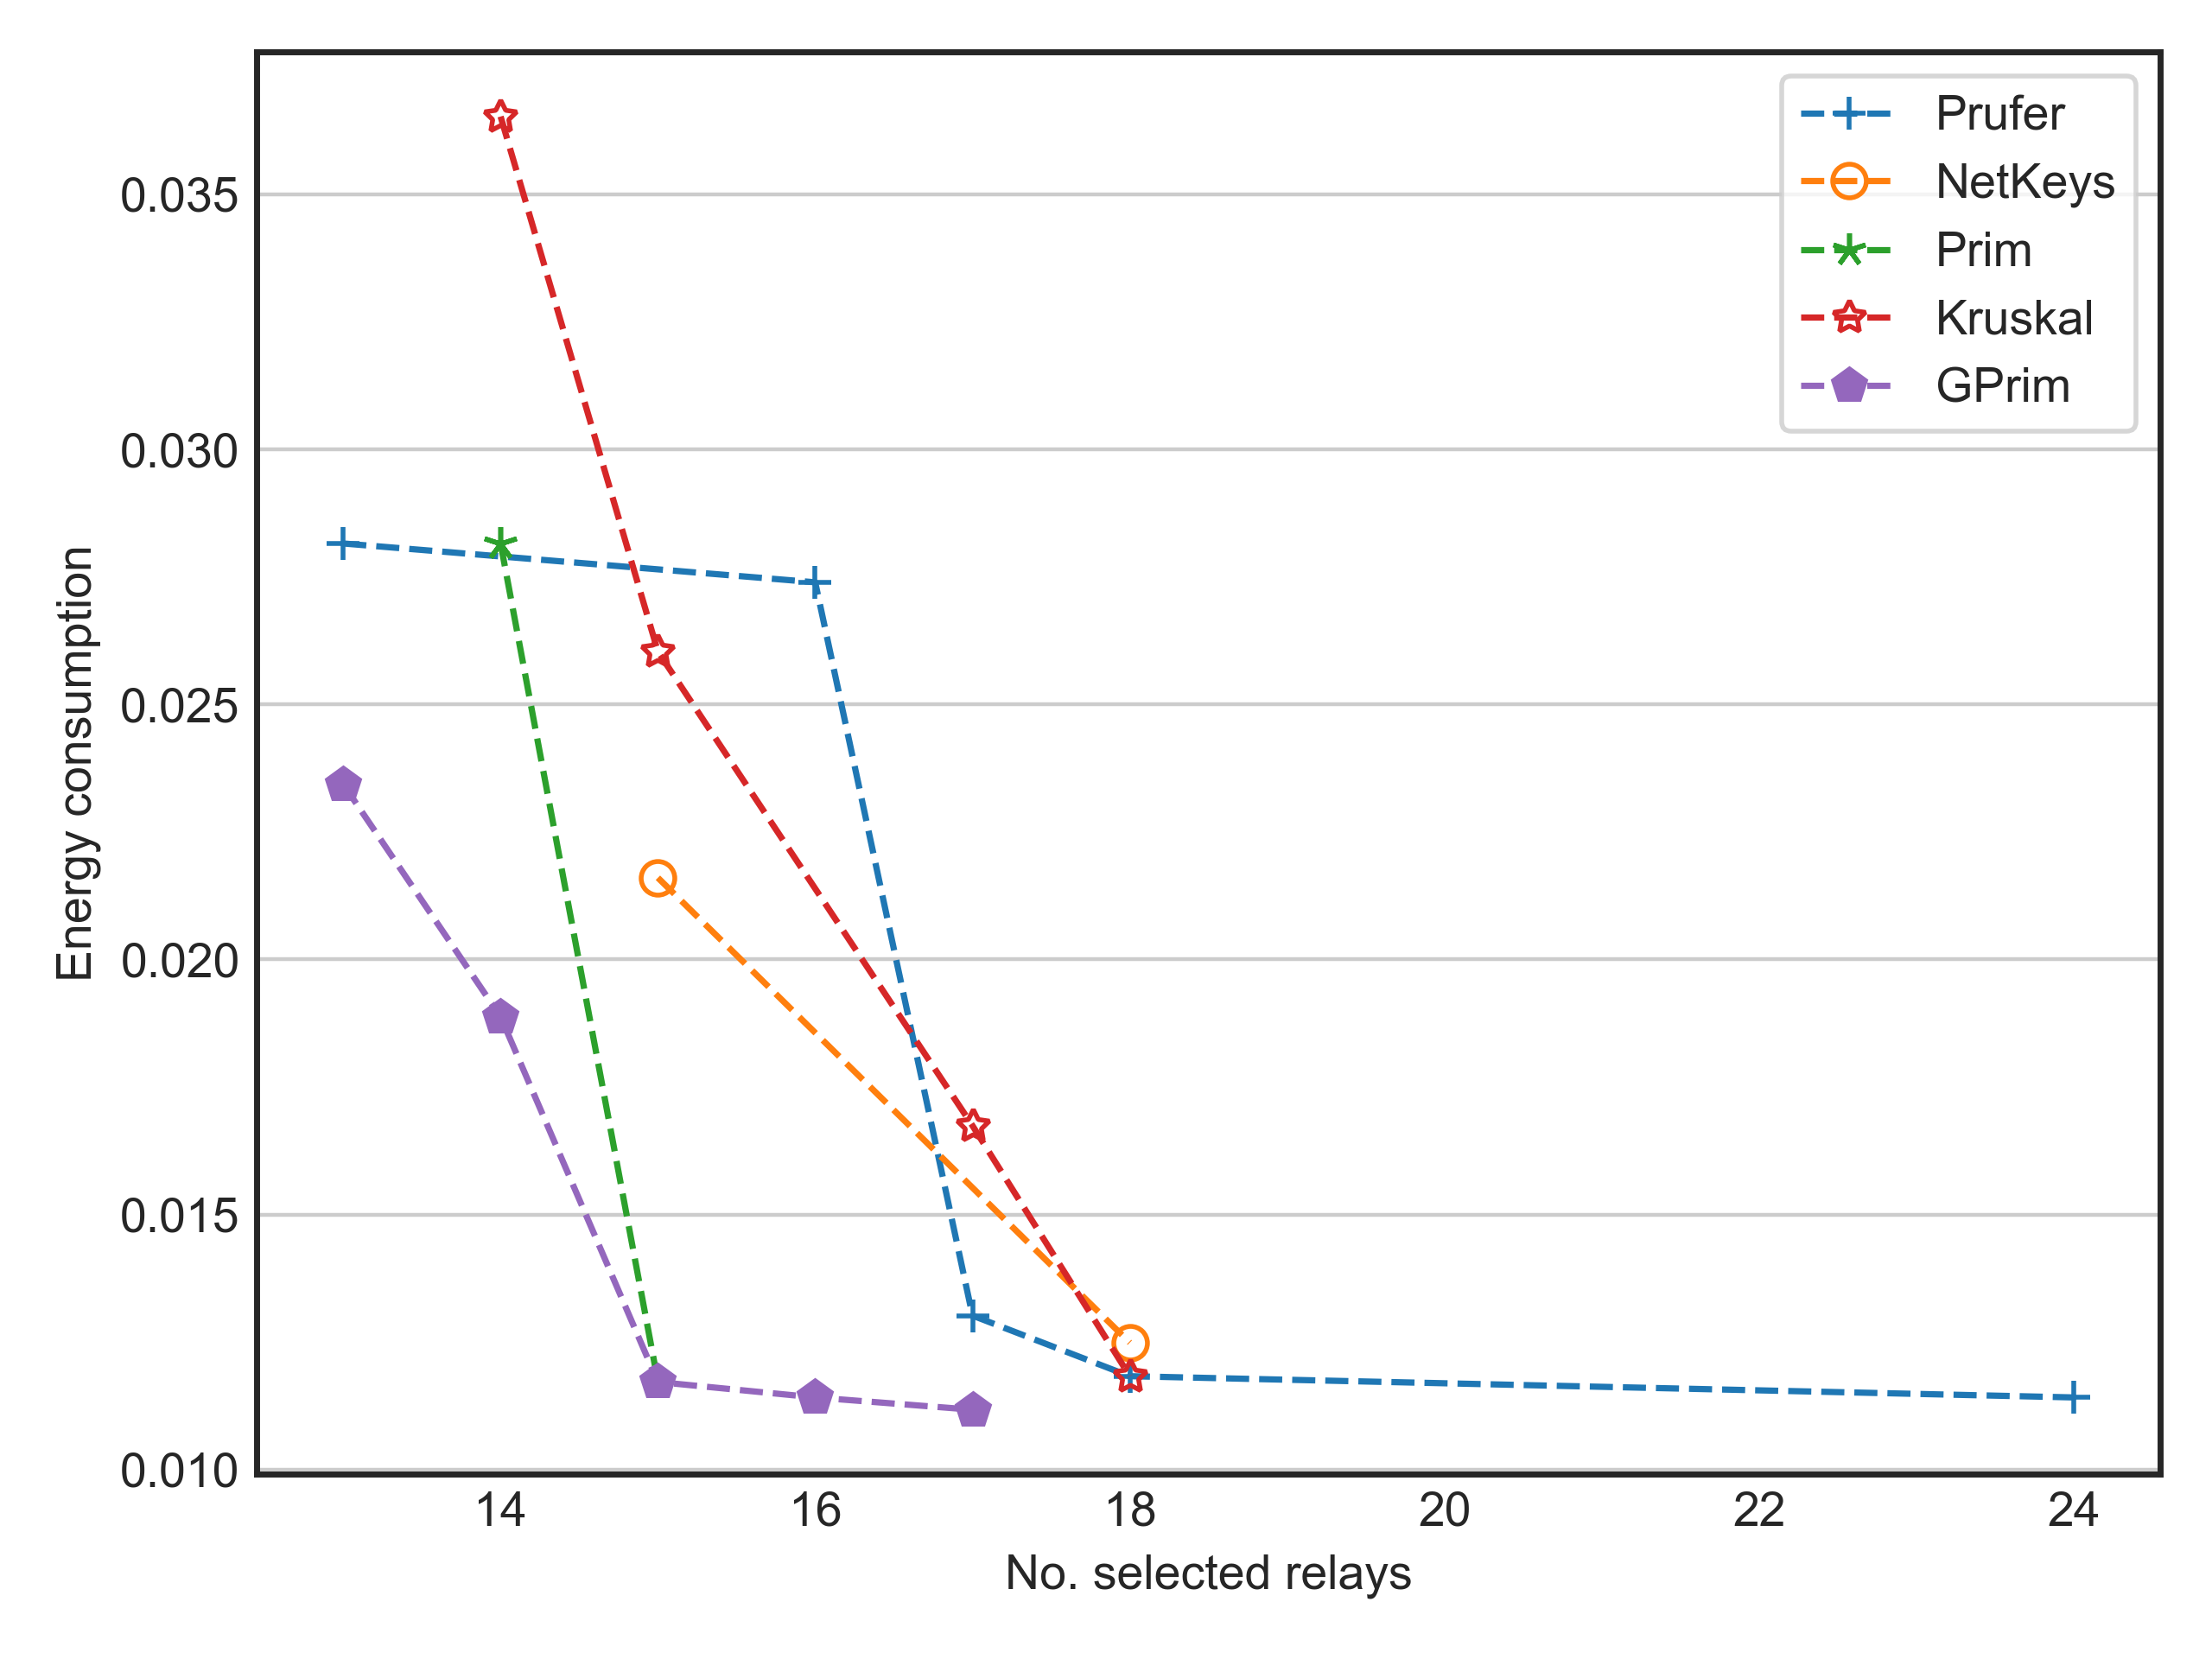 Prufer
NetKeys
Prim
Kruskal
GPrim
0.035
0.030
0.025
0.020
0.015
0.010
Energy consumption
14 16 18 20 22 24
No. selected relays